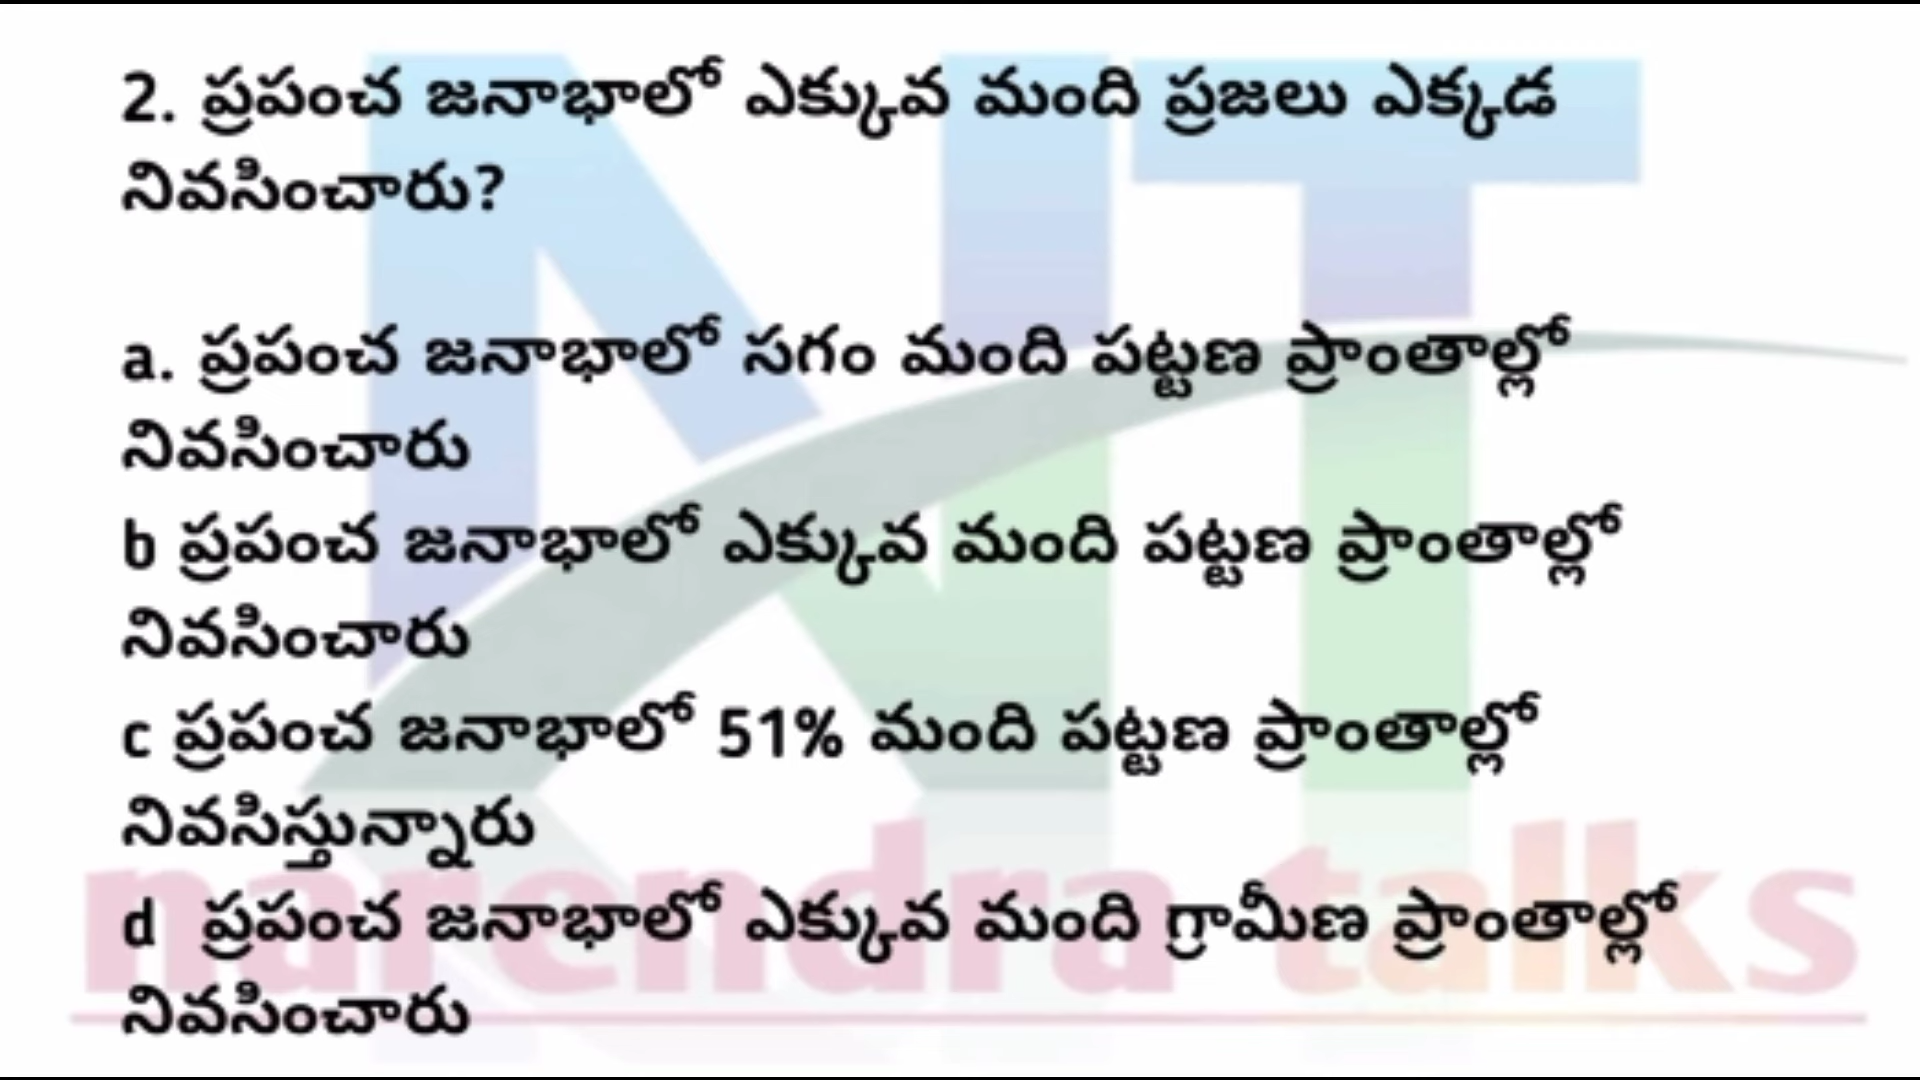 2. ప్రపంచ జనాభాలో ఎక్కువ మంది ప్రజలు ఎక్కడ
నివసించారు?
a. ప్రపంచ జనాభాలో సగం మంది పట్టణ ప్రాంతాల్లో
నివసించారు
b ప్రపంచ జనాభాలో ఎక్కువ మంది పట్టణ ప్రాంతాల్లో
నివసించారు
c ప్రపంచ జనాభాలో 51% మంది పట్టణ ప్రాంతాల్లో
నివసిస్తున్నారు
d ప్రపంచ జనాభాలో ఎక్కువ మంది గ్రామీణ ప్రాంతాల్లో
నివసించారు
NT
narendra talks